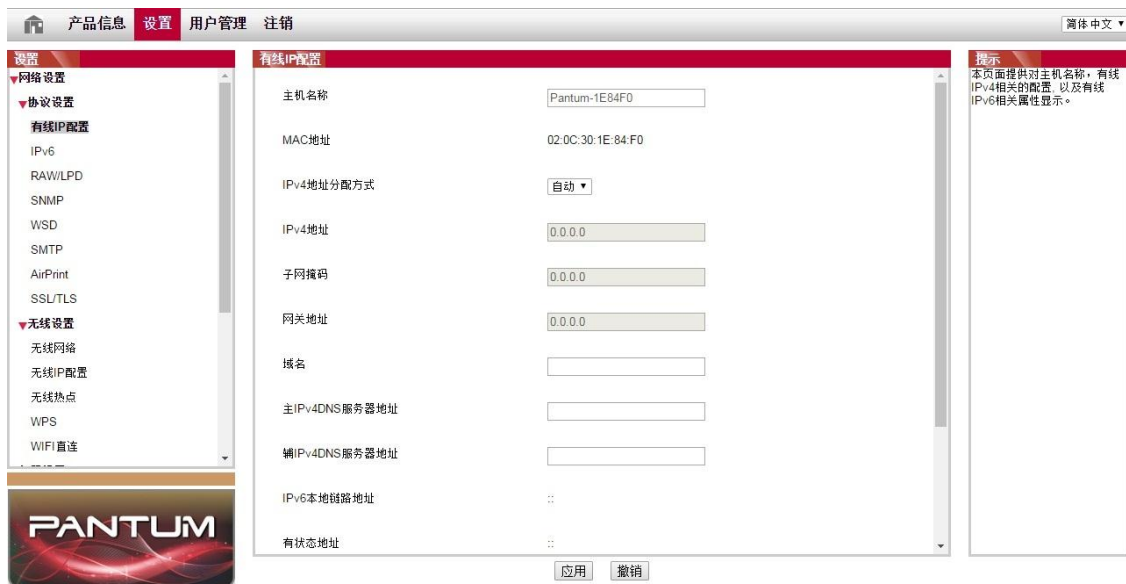 产品信息 设置 用户管理 注销 简体中文
设置
网络设置
协议设置
有线IP配置
IPv6
RAW/LPD
SNMP
WSD
SMTP
AirPrint
SSL/TLS
无线设置
无线网络
无线IP配置
无线热点
WPS
WIFI直连
PANTUM
有线IP配置
主机名称 Pantum-1E84F0
MAC地址 02:0C:30:1E:84:F0
IPv4地址分配方式 自动
IPv4地址 0.0.0.0
子网掩码 0.0.0.0
网关地址 0.0.0.0
域名
主IPv4DNS服务器地址
辅IPv4DNS服务器地址
IPv6本地链路地址 ::
有状态地址 ::
应用 撤销
提示
本页面提供对主机名称，有线
IPv4相关的配置, 以及有线
IPv6相关属性显示。